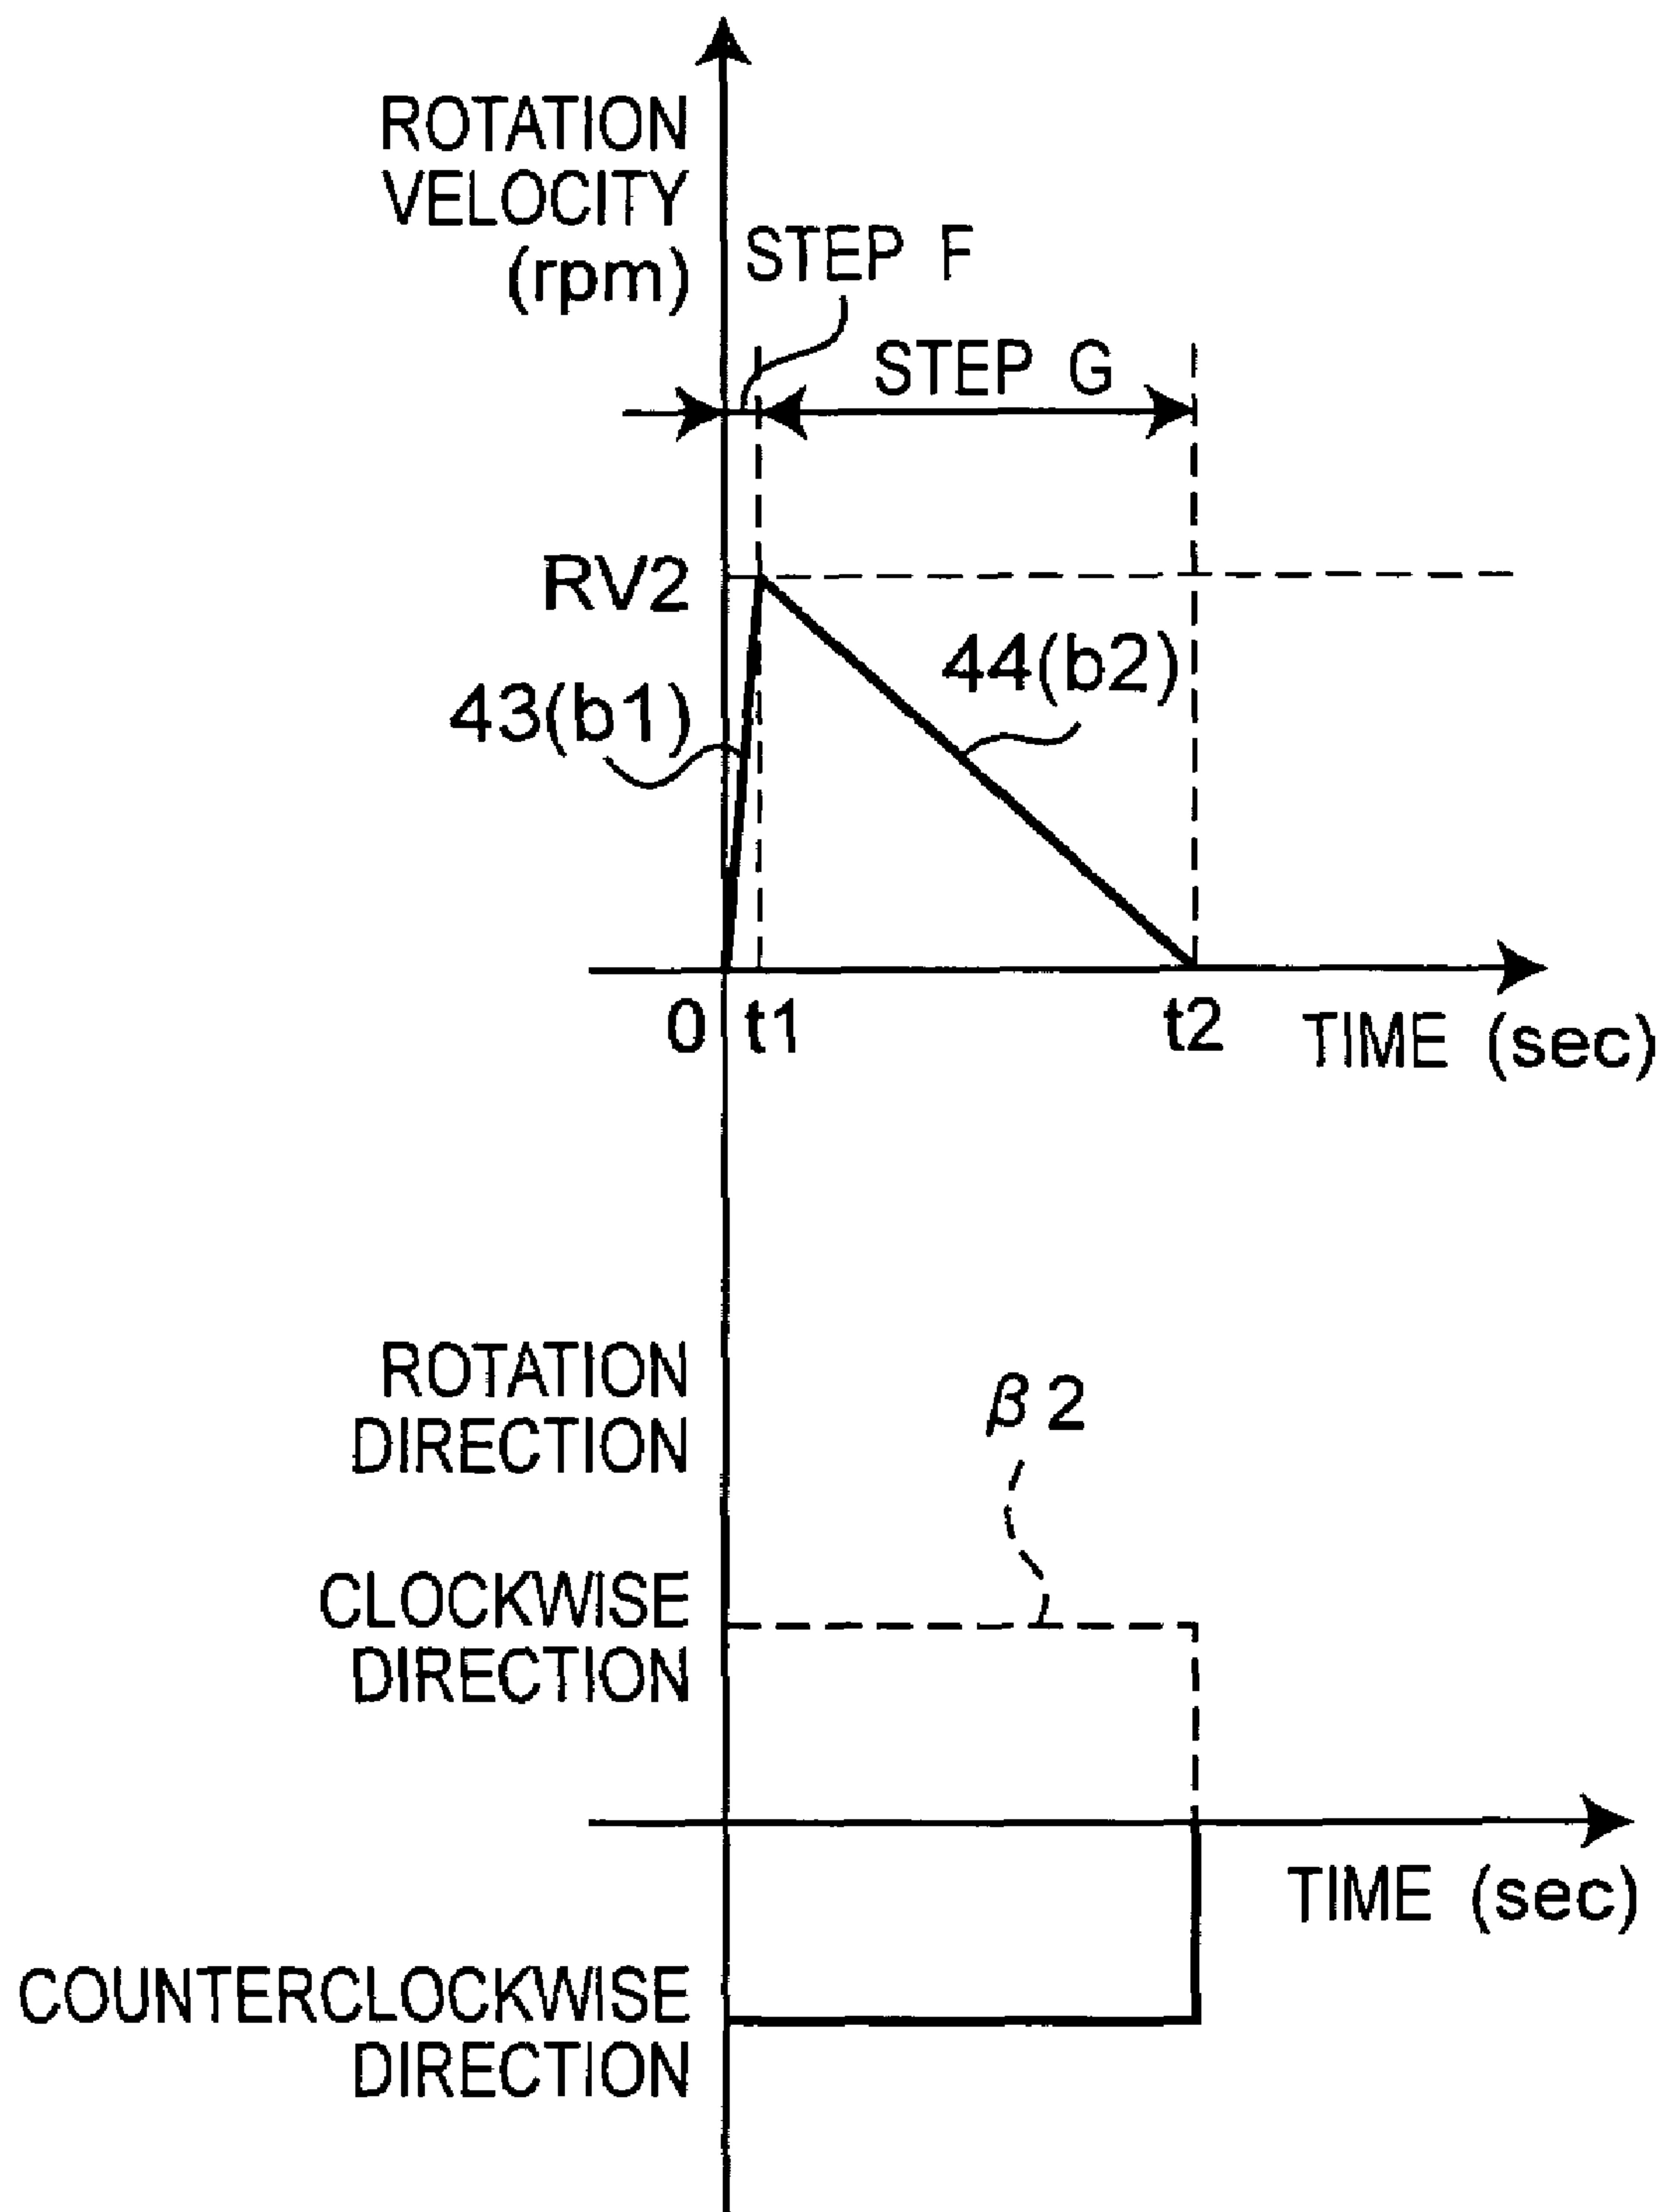 ROTATION
VELOCITY
(rpm)
STEP F
STEP G
RV2
44(b2)
43(b1)
0 t1 t2
TIME (sec)
ROTATION
DIRECTION
β2
CLOCKWISE
DIRECTION
TIME (sec)
COUNTERCLOCKWISE
DIRECTION